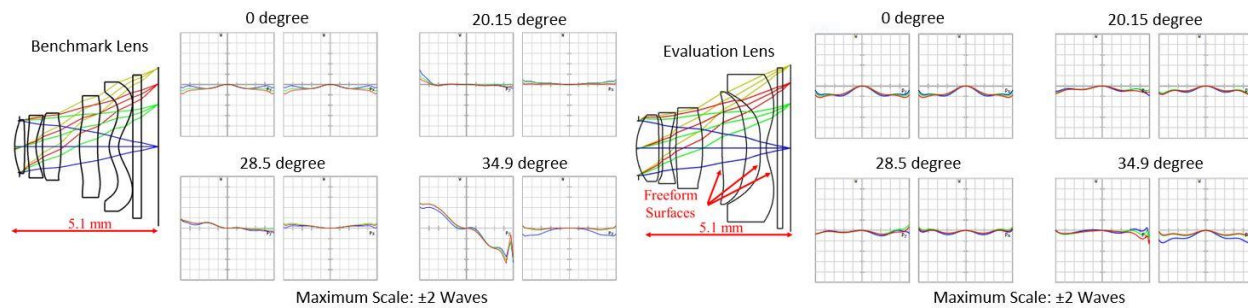 0 degree
20.15 degree
Benchmark Lens
28.5 degree
34.9 degree
5.1 mm
Maximum Scale: ±2 Waves
0 degree
20.15 degree
Evaluation Lens
28.5 degree
34.9 degree
Freeform
Surfaces
5.1 mm
Maximum Scale: ±2 Waves